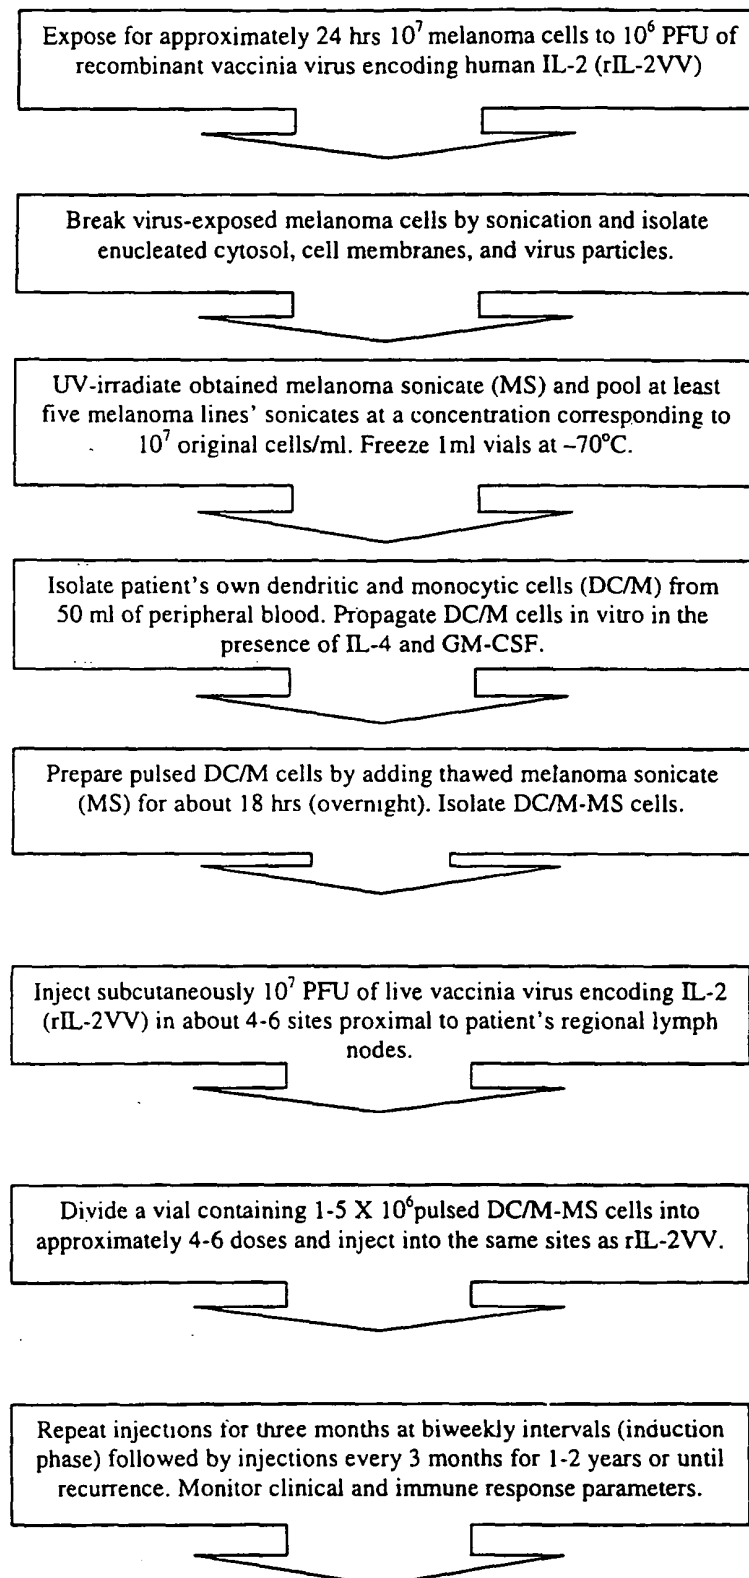 Expose for approximately 24 hrs 10⁷ melanoma cells to 10⁶ PFU of
recombinant vaccinia virus encoding human IL-2 (rIL-2VV)
Break virus-exposed melanoma cells by sonication and isolate
enucleated cytosol, cell membranes, and virus particles.
UV-irradiate obtained melanoma sonicate (MS) and pool at least
five melanoma lines' sonicates at a concentration corresponding to
10⁷ original cells/ml. Freeze 1ml vials at –70°C.
Isolate patient's own dendritic and monocytic cells (DC/M) from
50 ml of peripheral blood. Propagate DC/M cells in vitro in the
presence of IL-4 and GM-CSF.
Prepare pulsed DC/M cells by adding thawed melanoma sonicate
(MS) for about 18 hrs (overnight). Isolate DC/M-MS cells.
Inject subcutaneously 10⁷ PFU of live vaccinia virus encoding IL-2
(rIL-2VV) in about 4-6 sites proximal to patient's regional lymph
nodes.
Divide a vial containing 1-5 X 10⁶pulsed DC/M-MS cells into
approximately 4-6 doses and inject into the same sites as rIL-2VV.
Repeat injections for three months at biweekly intervals (induction
phase) followed by injections every 3 months for 1-2 years or until
recurrence. Monitor clinical and immune response parameters.